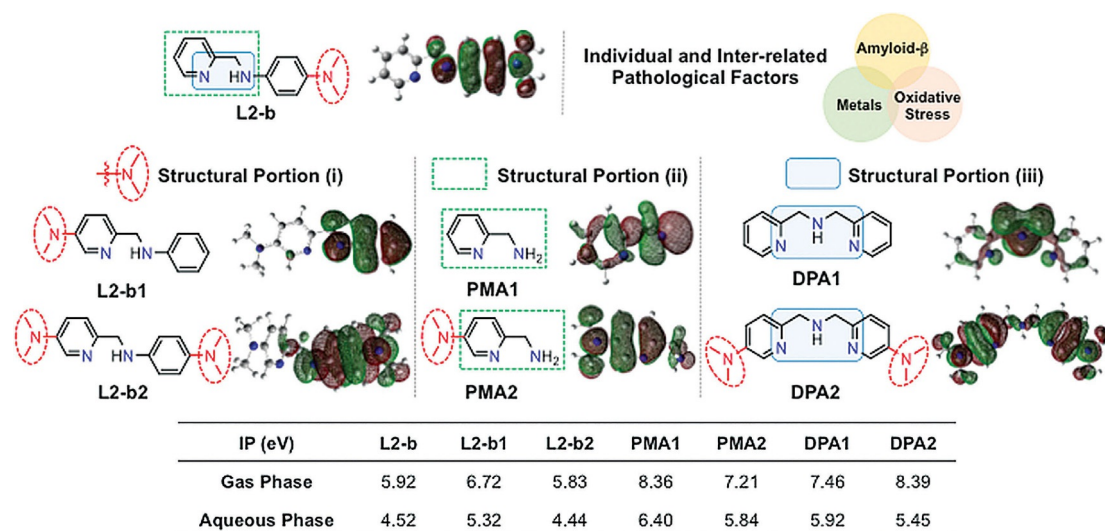 N
HN
N
L2-b
Individual and Inter-related
Pathological Factors
Amyloid-β
Metals
Oxidative
Stress
N
Structural Portion (i)
Structural Portion (ii)
Structural Portion (iii)
N
N
HN
L2-b1
NH2
N
PMA1
N
H
N
N
DPA1
N
N
HN
N
L2-b2
N
N
NH2
PMA2
N
N
H
N
N
N
DPA2
IP (eV) L2-b L2-b1 L2-b2 PMA1 PMA2 DPA1 DPA2
Gas Phase 5.92 6.72 5.83 8.36 7.21 7.46 8.39
Aqueous Phase 4.52 5.32 4.44 6.40 5.84 5.92 5.45